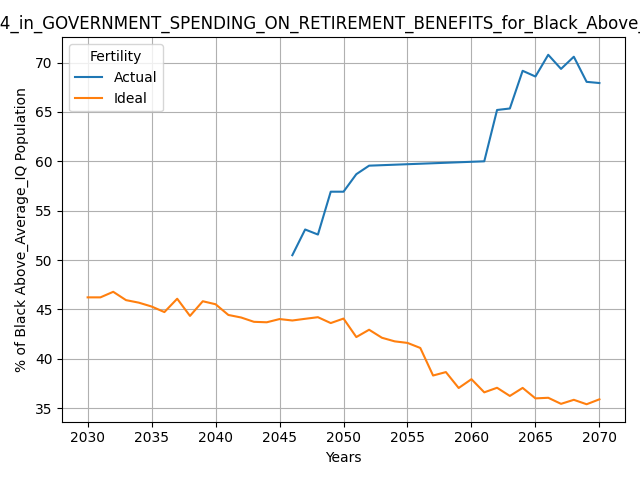 4_in_GOVERNMENT_SPENDING_ON_RETIREMENT_BENEFITS_for_Black_Above_
Fertility
Actual
Ideal
% of Black Above_Average_IQ Population
70
65
60
55
50
45
40
35
2030 2035 2040 2045 2050 2055 2060 2065 2070
Years